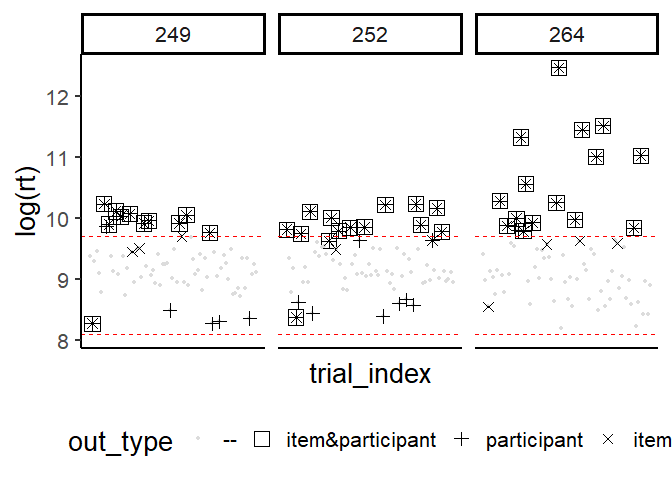 249 252 264
12
11
10
9
8
log(rt)
trial_index
out_type -- item&participant participant item